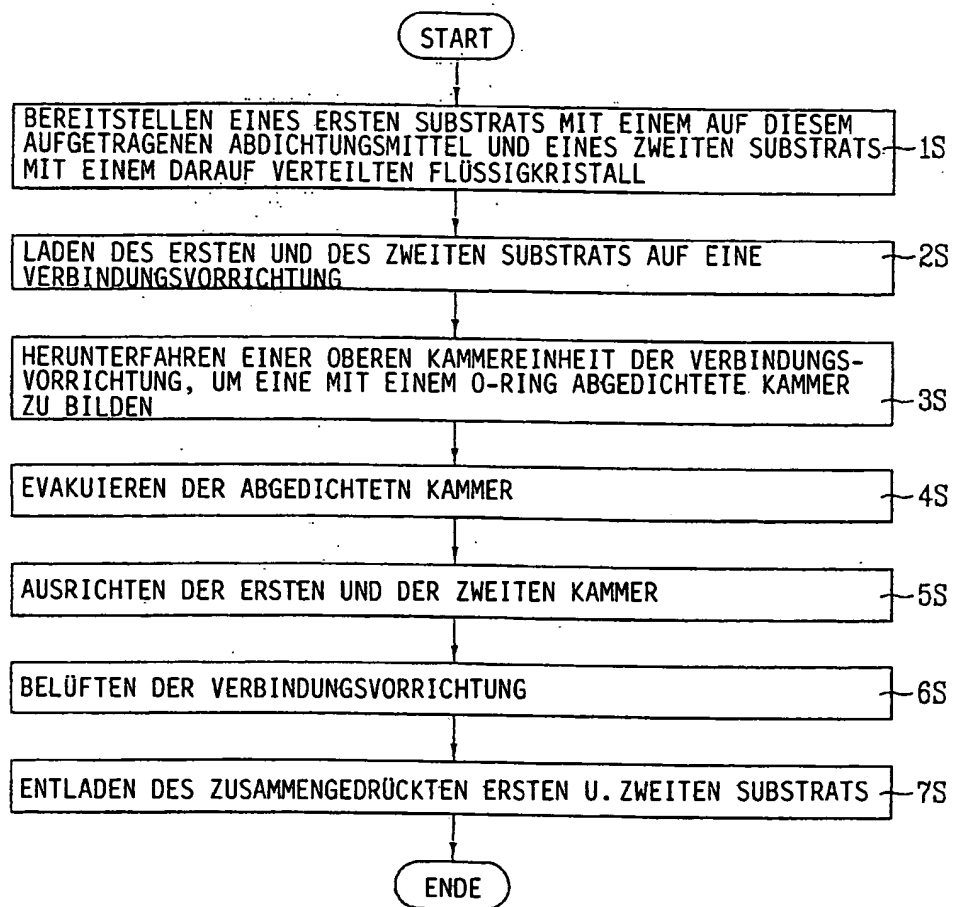 START
BEREITSTELLEN EINES ERSTEN SUBSTRATS MIT EINEM AUF DIESEM
AUFGETRAGENEN ABDICHTUNGSMITTEL UND EINES ZWEITEN SUBSTRATS
MIT EINEM DARAUF VERTEILTEN FLÜSSIGKRISTALL
1S
LADEN DES ERSTEN UND DES ZWEITEN SUBSTRATS AUF EINE
VERBINDUNGSVORRICHTUNG
2S
HERUNTERFAHREN EINER OBEREN KAMMEREINHEIT DER VERBINDUNGS-
VORRICHTUNG, UM EINE MIT EINEM O-RING ABGEDICHTETE KAMMER
ZU BILDEN
3S
EVAKUIEREN DER ABGEDICHTETN KAMMER
4S
AUSRICHTEN DER ERSTEN UND DER ZWEITEN KAMMER
5S
BELÜFTEN DER VERBINDUNGSVORRICHTUNG
6S
ENTLADEN DES ZUSAMMENGEDRÜCKTEN ERSTEN U. ZWEITEN SUBSTRATS
7S
ENDE